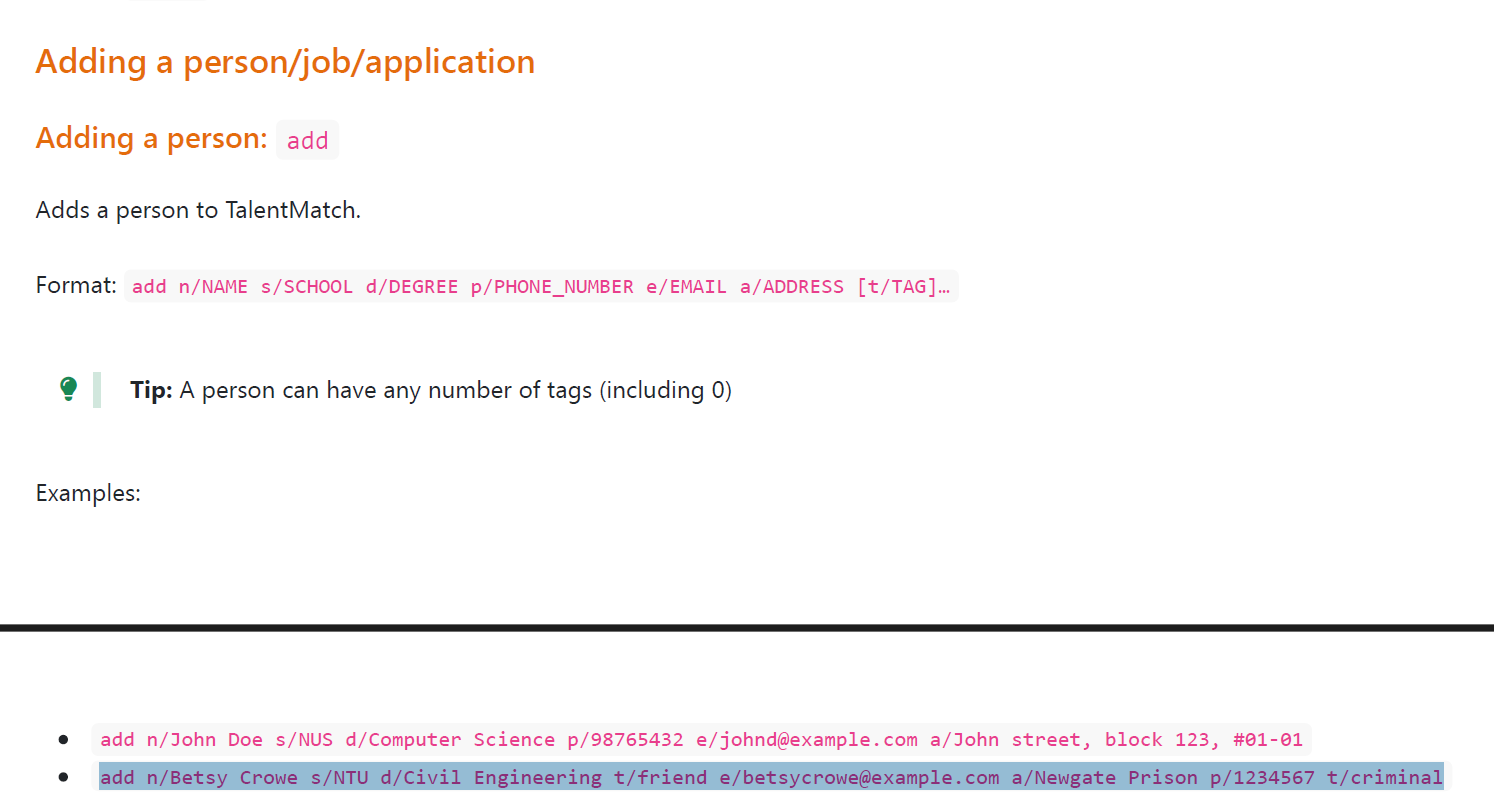 Adding a person/job/application
Adding a person: add
Adds a person to TalentMatch.
Format: add n/NAME s/SCHOOL d/DEGREE p/PHONE_NUMBER e/EMAIL a/ADDRESS [t/TAG]…
Tip: A person can have any number of tags (including 0)
Examples:
• add n/John Doe s/NUS d/Computer Science p/98765432 e/johnd@example.com a/John street, block 123, #01-01
• add n/Betsy Crowe s/NTU d/Civil Engineering t/friend e/betsycrowe@example.com a/Newgate Prison p/1234567 t/criminal